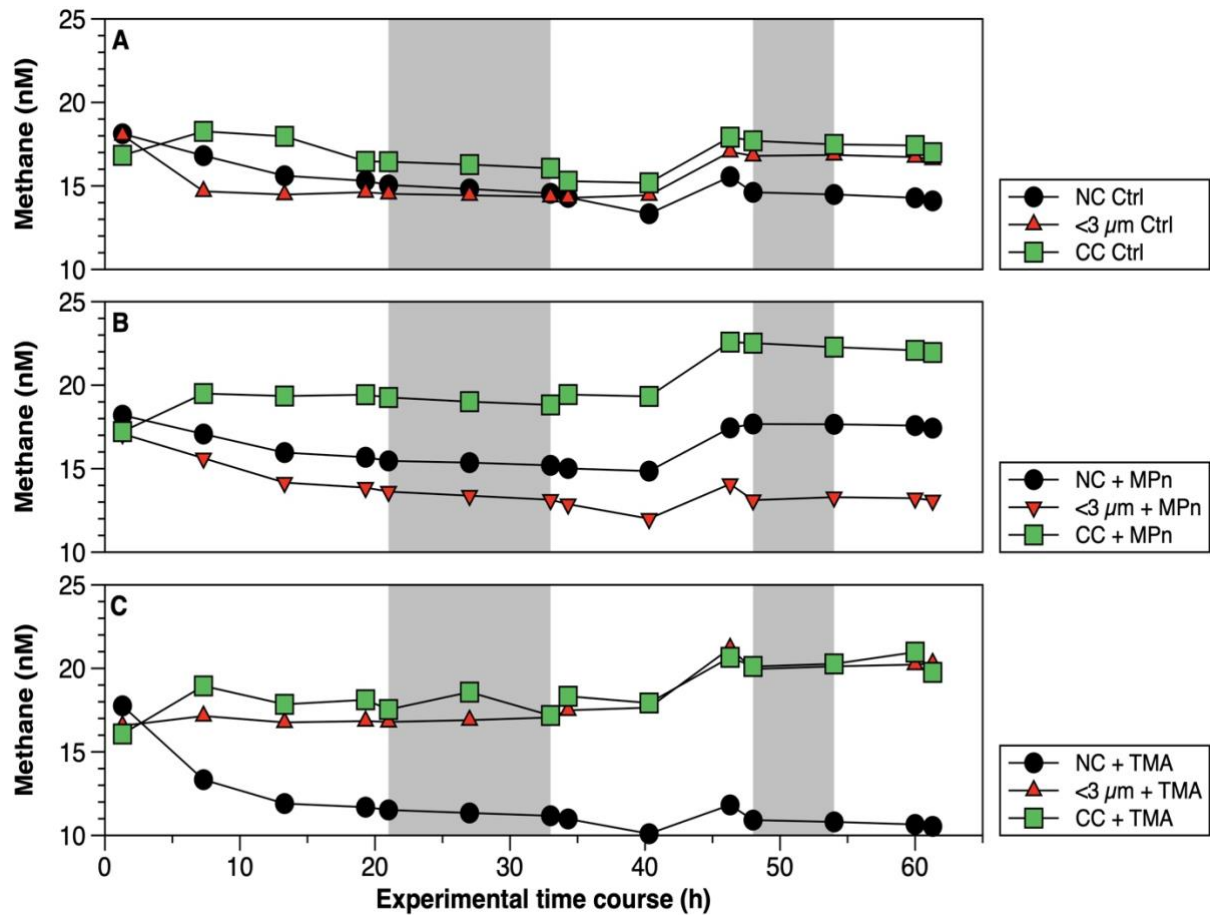 25
A
20
Methane (nM)
15
10
NC Ctrl
<3 µm Ctrl
CC Ctrl
25
B
20
Methane (nM)
15
10
NC + MPn
<3 µm + MPn
CC + MPn
25
C
20
Methane (nM)
15
10
NC + TMA
<3 µm + TMA
CC + TMA
0 10 20 30 40 50 60
Experimental time course (h)